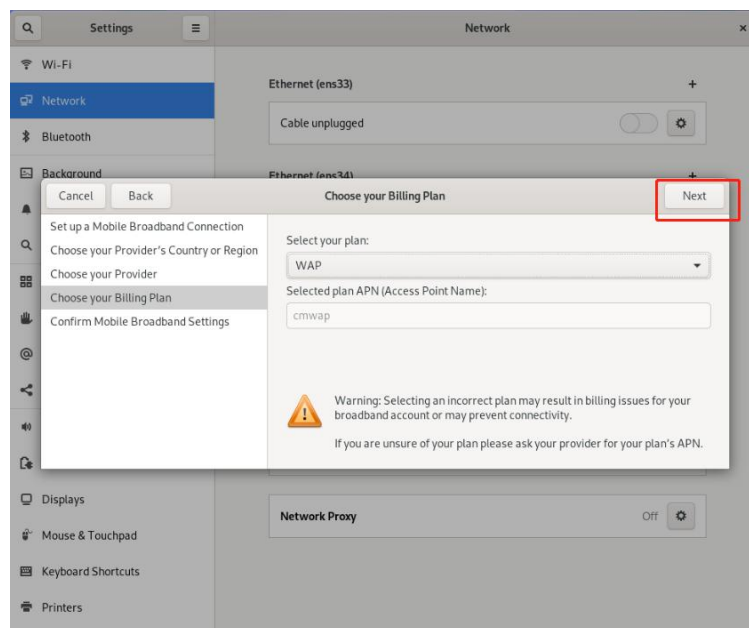 Settings
Network
Wi-Fi
Network
Bluetooth
Background
Displays
Mouse & Touchpad
Keyboard Shortcuts
Printers
Ethernet (ens33)
Cable unplugged
Ethernet (ens34)
Cancel
Back
Choose your Billing Plan
Next
Set up a Mobile Broadband Connection
Choose your Provider's Country or Region
Choose your Provider
Choose your Billing Plan
Confirm Mobile Broadband Settings
Select your plan:
WAP
Selected plan APN (Access Point Name):
cmwap
Warning: Selecting an incorrect plan may result in billing issues for your
broadband account or may prevent connectivity.
If you are unsure of your plan please ask your provider for your plan's APN.
Network Proxy
Off